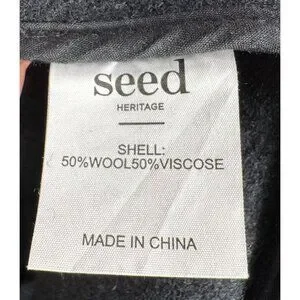 seed
HERITAGE
SHELL:
50%WOOL50%VISCOSE
MADE IN CHINA